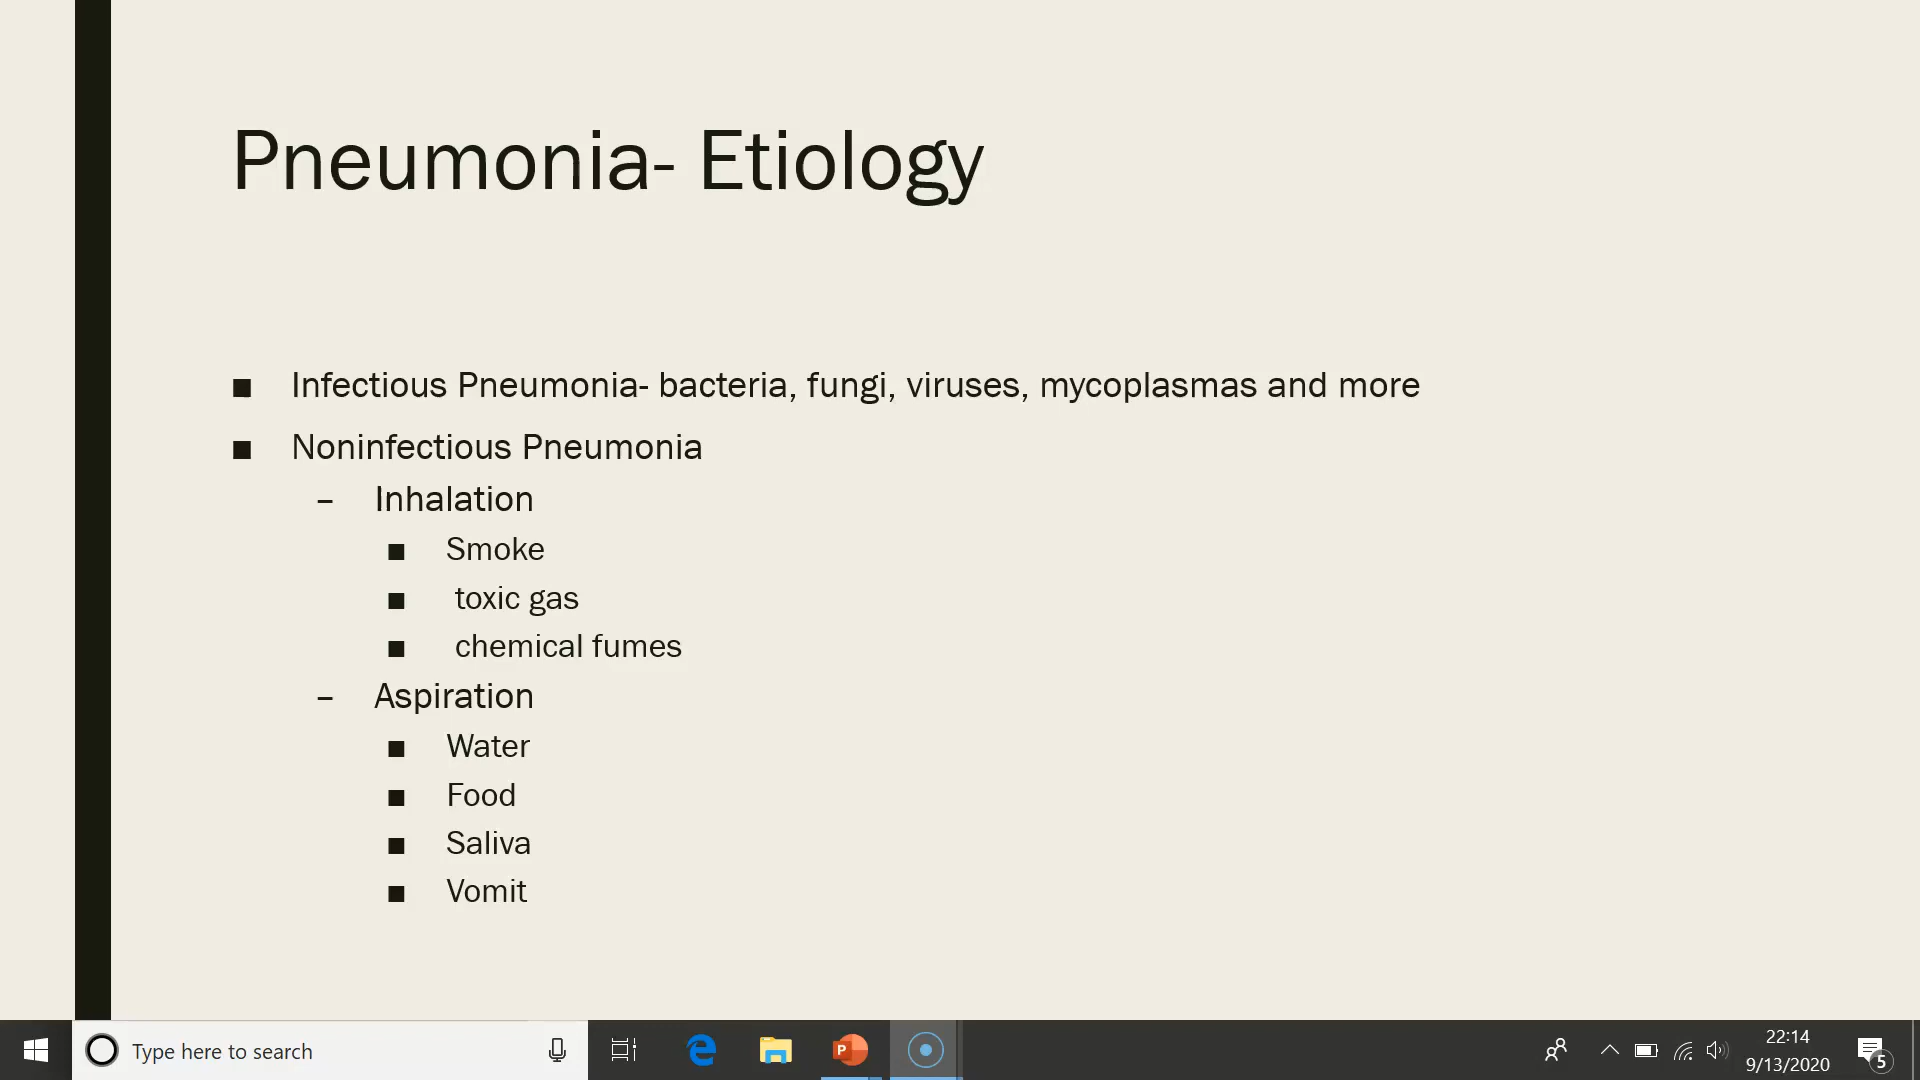 Pneumonia- Etiology
■ Infectious Pneumonia- bacteria, fungi, viruses, mycoplasmas and more
■ Noninfectious Pneumonia
– Inhalation
■ Smoke
■ toxic gas
■ chemical fumes
– Aspiration
■ Water
■ Food
■ Saliva
■ Vomit
Type here to search
P
22:14
9/13/2020
5